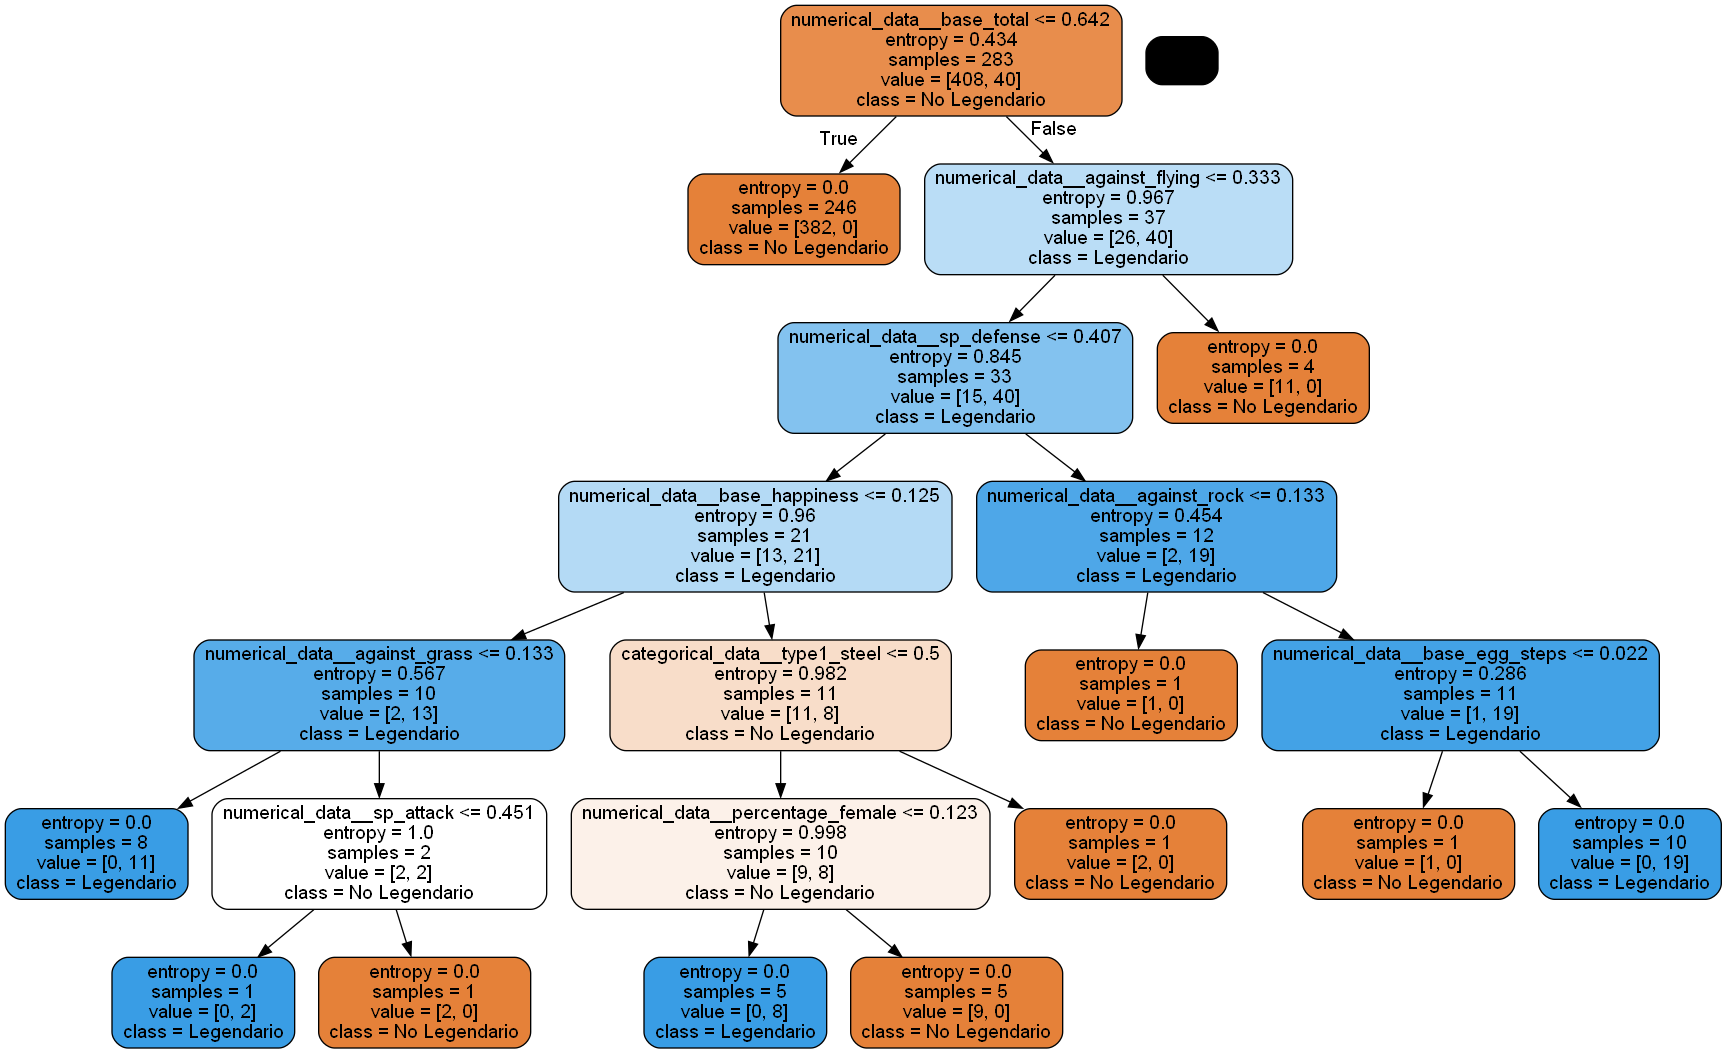 numerical_data__base_total <= 0.642
entropy = 0.434
samples = 283
value = [408, 40]
class = No Legendario
True
False
entropy = 0.0
samples = 246
value = [382, 0]
class = No Legendario
numerical_data__against_flying <= 0.333
entropy = 0.967
samples = 37
value = [26, 40]
class = Legendario
numerical_data__sp_defense <= 0.407
entropy = 0.845
samples = 33
value = [15, 40]
class = Legendario
entropy = 0.0
samples = 4
value = [11, 0]
class = No Legendario
numerical_data__base_happiness <= 0.125
entropy = 0.96
samples = 21
value = [13, 21]
class = Legendario
numerical_data__against_rock <= 0.133
entropy = 0.454
samples = 12
value = [2, 19]
class = Legendario
numerical_data__against_grass <= 0.133
entropy = 0.567
samples = 10
value = [2, 13]
class = Legendario
categorical_data__type1_steel <= 0.5
entropy = 0.982
samples = 11
value = [11, 8]
class = No Legendario
entropy = 0.0
samples = 1
value = [1, 0]
class = No Legendario
numerical_data__base_egg_steps <= 0.022
entropy = 0.286
samples = 11
value = [1, 19]
class = Legendario
entropy = 0.0
samples = 8
value = [0, 11]
class = Legendario
numerical_data__sp_attack <= 0.451
entropy = 1.0
samples = 2
value = [2, 2]
class = No Legendario
numerical_data__percentage_female <= 0.123
entropy = 0.998
samples = 10
value = [9, 8]
class = No Legendario
entropy = 0.0
samples = 1
value = [2, 0]
class = No Legendario
entropy = 0.0
samples = 1
value = [1, 0]
class = No Legendario
entropy = 0.0
samples = 10
value = [0, 19]
class = Legendario
entropy = 0.0
samples = 1
value = [0, 2]
class = Legendario
entropy = 0.0
samples = 1
value = [2, 0]
class = No Legendario
entropy = 0.0
samples = 5
value = [0, 8]
class = Legendario
entropy = 0.0
samples = 5
value = [9, 0]
class = No Legendario